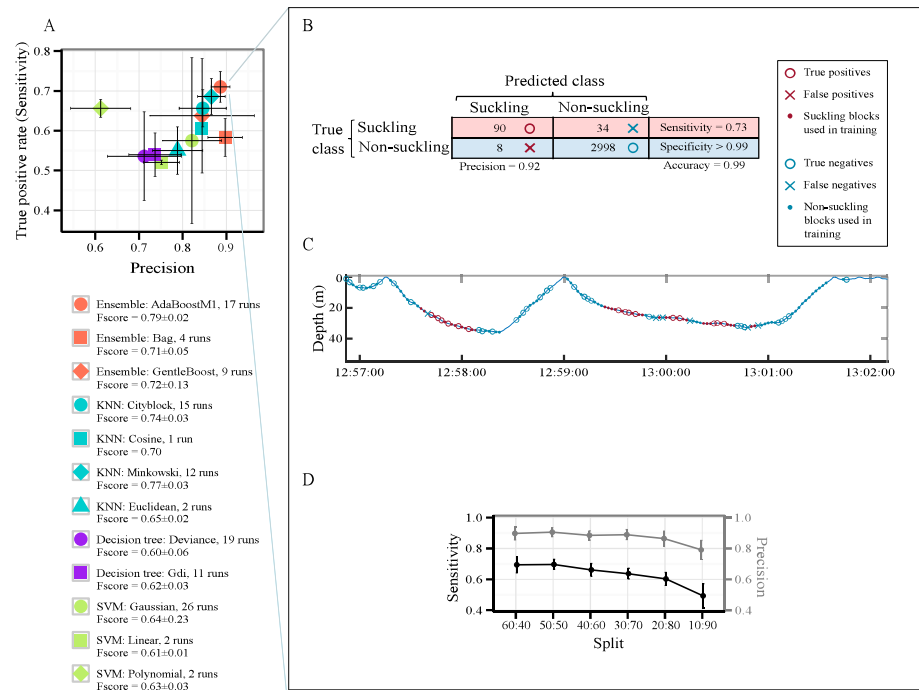 A
True positive rate (Sensitivity)
0.8
0.7
0.6
0.5
0.4
0.6
0.7
0.8
0.9
Precision
Ensemble: AdaBoostM1, 17 runs
Fscore = 0.79±0.02
Ensemble: Bag, 4 runs
Fscore = 0.71±0.05
Ensemble: GentleBoost, 9 runs
Fscore = 0.72±0.13
KNN: Cityblock, 15 runs
Fscore = 0.74±0.03
KNN: Cosine, 1 run
Fscore = 0.70
KNN: Minkowski, 12 runs
Fscore = 0.77±0.03
KNN: Euclidean, 2 runs
Fscore = 0.65±0.02
Decision tree: Deviance, 19 runs
Fscore = 0.60±0.06
Decision tree: Gdi, 11 runs
Fscore = 0.62±0.03
SVM: Gaussian, 26 runs
Fscore = 0.64±0.23
SVM: Linear, 2 runs
Fscore = 0.61±0.01
SVM: Polynomial, 2 runs
Fscore = 0.63±0.03
B
Predicted class
Suckling Non-suckling
True class
Suckling 90 34 Sensitivity = 0.73
Non-suckling 8 2998 Specificity > 0.99
Precision = 0.92 Accuracy = 0.99
True positives
False positives
Suckling blocks
used in training
True negatives
False negatives
Non-suckling
blocks used in
training
C
Depth (m)
0
20
40
12:57:00 12:58:00 12:59:00 13:00:00 13:01:00 13:02:00
D
Sensitivity
1.0
0.8
0.6
0.4
1.0
0.8
0.6
0.4
Precision
60:40 50:50 40:60 30:70 20:80 10:90
Split